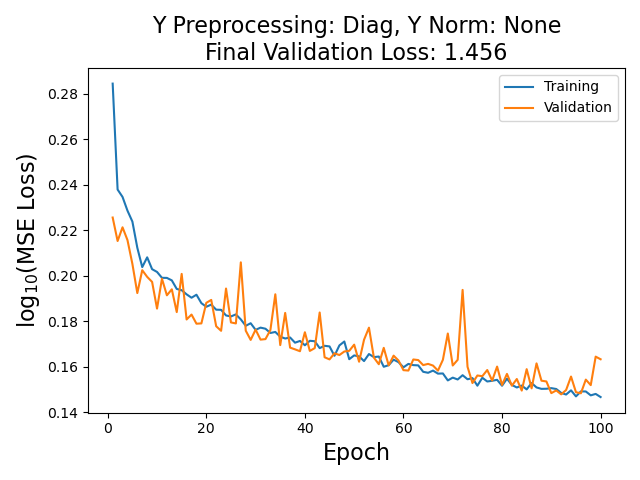 Y Preprocessing: Diag, Y Norm: None
Final Validation Loss: 1.456
Training
Validation
log₁₀(MSE Loss)
0.28
0.26
0.24
0.22
0.20
0.18
0.16
0.14
0
20
40
60
80
100
Epoch